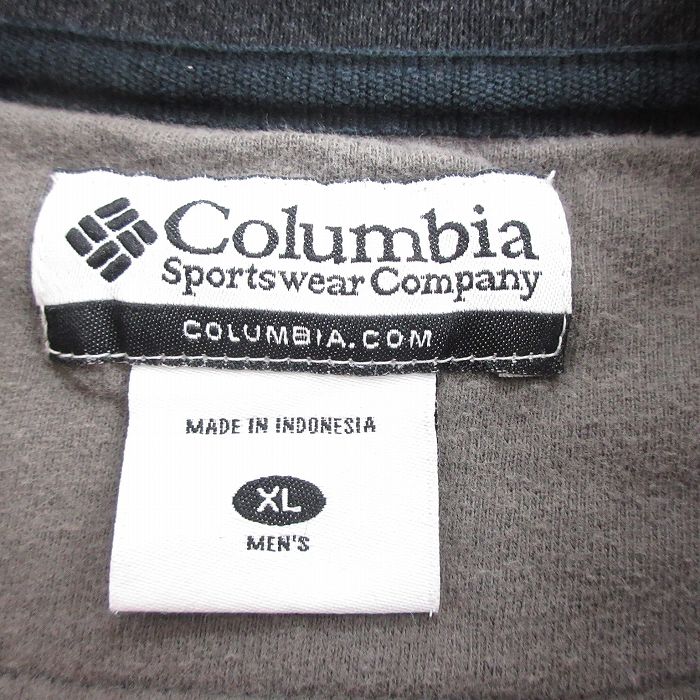 Columbia
Sportswear Company
COLUMBIA.COM
MADE IN INDONESIA
XL
MEN'S